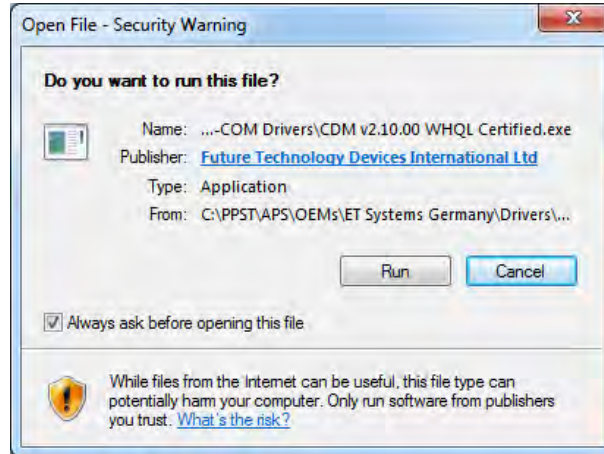 Open File - Security Warning
Do you want to run this file?
Name: ...-COM Drivers\CDM v2.10.00 WHQL Certified.exe
Publisher: Future Technology Devices International Ltd
Type: Application
From: C:\PPST\APS\OEMs\ET Systems Germany\Drivers\...
Run Cancel
Always ask before opening this file
While files from the Internet can be useful, this file type can
potentially harm your computer. Only run software from publishers
you trust. What's the risk?